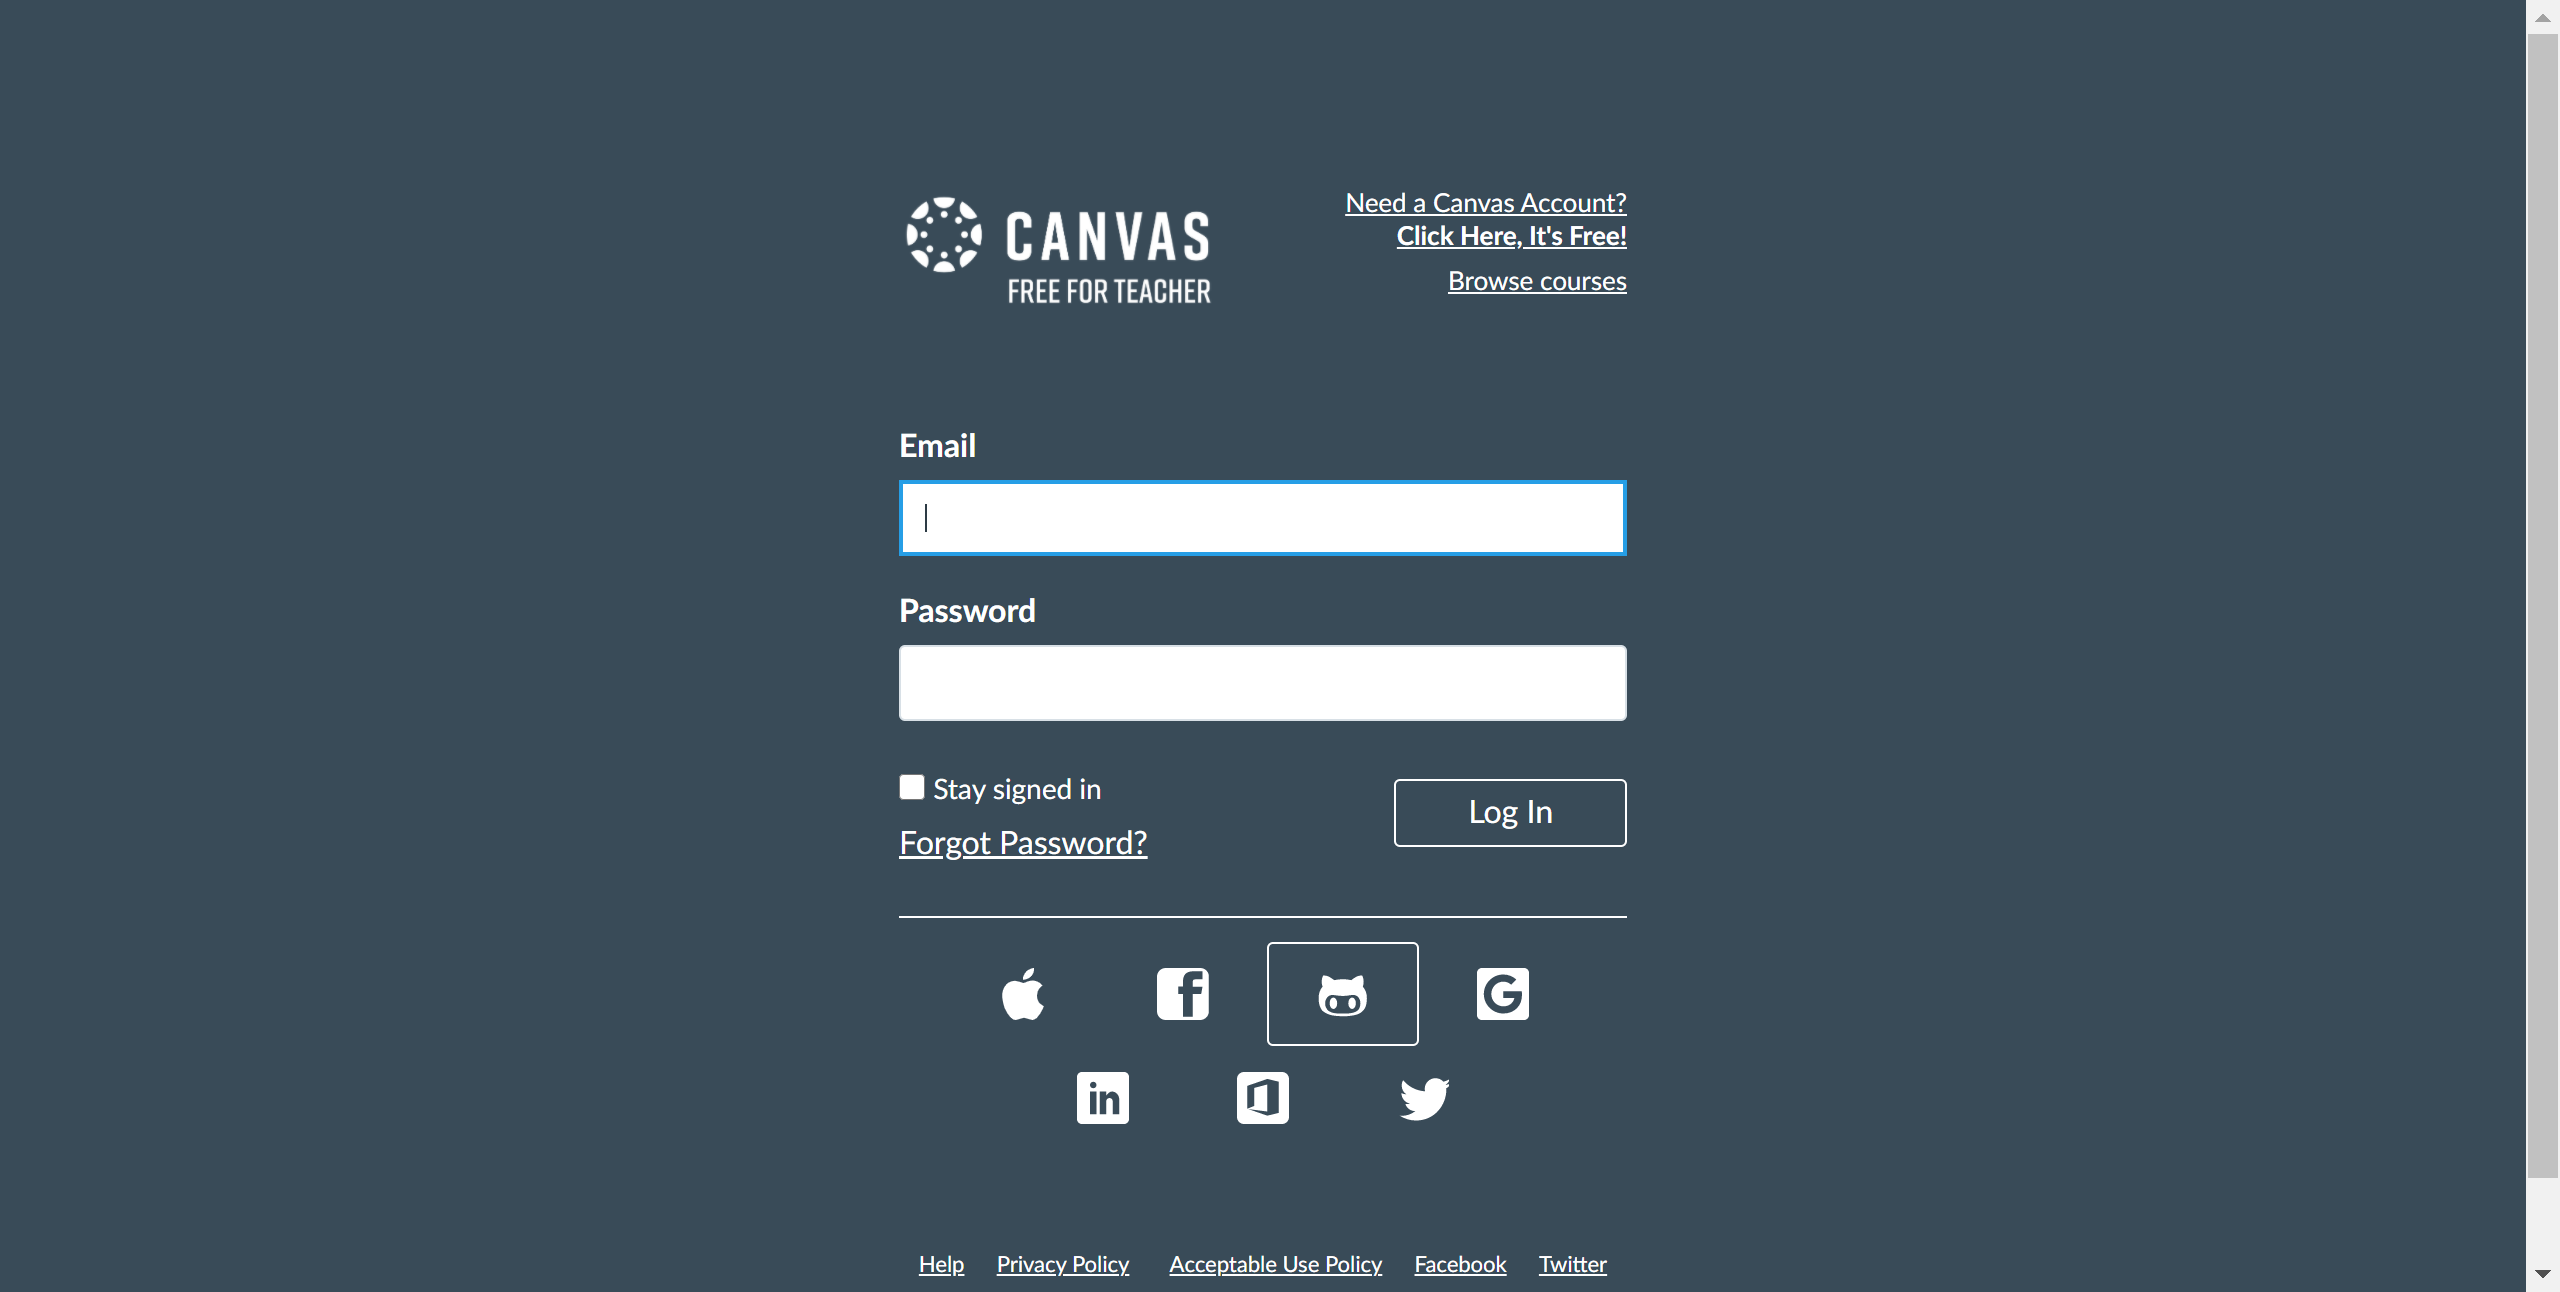 CANVAS
FREE FOR TEACHER
Need a Canvas Account?
Click Here, It's Free!
Browse courses
Email
Password
Stay signed in
Forgot Password?
Log In
Help Privacy Policy Acceptable Use Policy Facebook Twitter